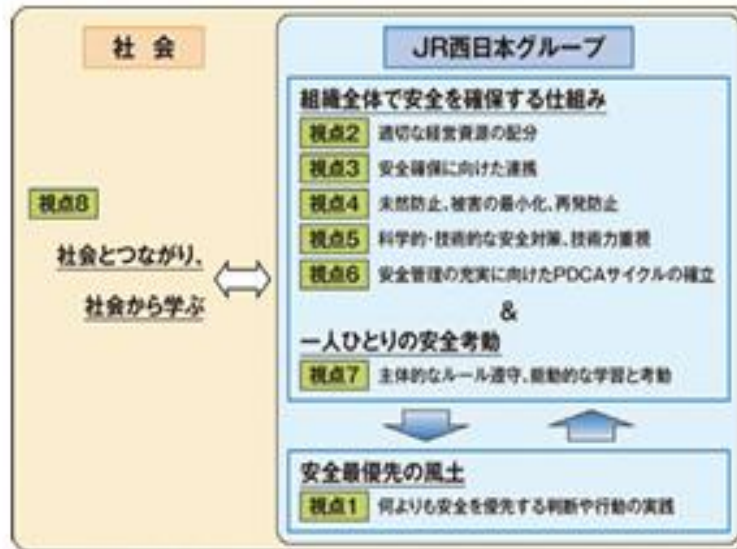 社会
JR西日本グループ
組織全体で安全を確保する仕組み
視点2 適切な経営資源の配分
視点3 安全確保に向けた連携
視点4 未然防止、被害の最小化、再発防止
視点5 科学的・技術的な安全対策、技術力重視
視点6 安全管理の充実に向けたPDCAサイクルの確立
&
一人ひとりの安全考動
視点7 主体的なルール遵守、能動的な学習と考動
視点8
社会とつながり、
社会から学ぶ
安全最優先の風土
視点1 何よりも安全を優先する判断や行動の実践